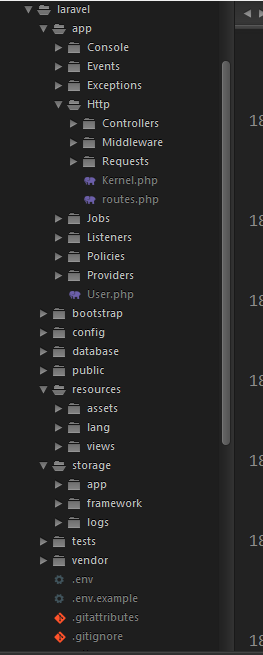 laravel
app
Console
Events
Exceptions
Http
Controllers
Middleware
Requests
Kernel.php
routes.php
Jobs
Listeners
Policies
Providers
User.php
bootstrap
config
database
public
resources
assets
lang
views
storage
app
framework
logs
tests
vendor
.env
.env.example
.gitattributes
.gitignore